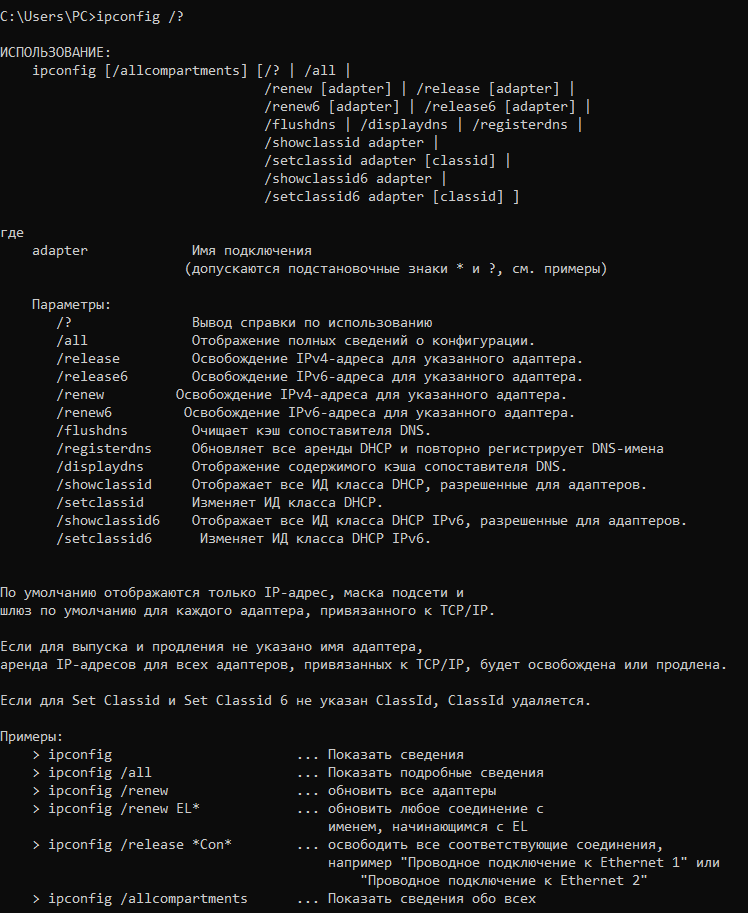 C:\Users\PC>ipconfig /?
ИСПОЛЬЗОВАНИЕ:
ipconfig [/allcompartments] [/? | /all |
/renew [adapter] | /release [adapter] |
/renew6 [adapter] | /release6 [adapter] |
/flushdns | /displaydns | /registerdns |
/showclassid adapter |
/setclassid adapter [classid] |
/showclassid6 adapter |
/setclassid6 adapter [classid] ]
где
adapter Имя подключения
(допускаются подстановочные знаки * и ?, см. примеры)
Параметры:
/? Вывод справки по использованию
/all Отображение полных сведений о конфигурации.
/release Освобождение IPv4-адреса для указанного адаптера.
/release6 Освобождение IPv6-адреса для указанного адаптера.
/renew Освобождение IPv4-адреса для указанного адаптера.
/renew6 Освобождение IPv6-адреса для указанного адаптера.
/flushdns Очищает кэш сопоставителя DNS.
/registerdns Обновляет все аренды DHCP и повторно регистрирует DNS-имена
/displaydns Отображение содержимого кэша сопоставителя DNS.
/showclassid Отображает все ИД класса DHCP, разрешенные для адаптеров.
/setclassid Изменяет ИД класса DHCP.
/showclassid6 Отображает все ИД класса DHCP IPv6, разрешенные для адаптеров.
/setclassid6 Изменяет ИД класса DHCP IPv6.
По умолчанию отображаются только IP-адрес, маска подсети и
шлюз по умолчанию для каждого адаптера, привязанного к TCP/IP.
Если для выпуска и продления не указано имя адаптера,
аренда IP-адресов для всех адаптеров, привязанных к TCP/IP, будет освобождена или продлена.
Если для Set Classid и Set Classid 6 не указан ClassId, ClassId удаляется.
Примеры:
> ipconfig ... Показать сведения
> ipconfig /all ... Показать подробные сведения
> ipconfig /renew ... обновить все адаптеры
> ipconfig /renew EL* ... обновить любое соединение с
именем, начинающимся с EL
> ipconfig /release *Con* ... освободить все соответствующие соединения,
например "Проводное подключение к Ethernet 1" или
"Проводное подключение к Ethernet 2"
> ipconfig /allcompartments ... Показать сведения обо всех